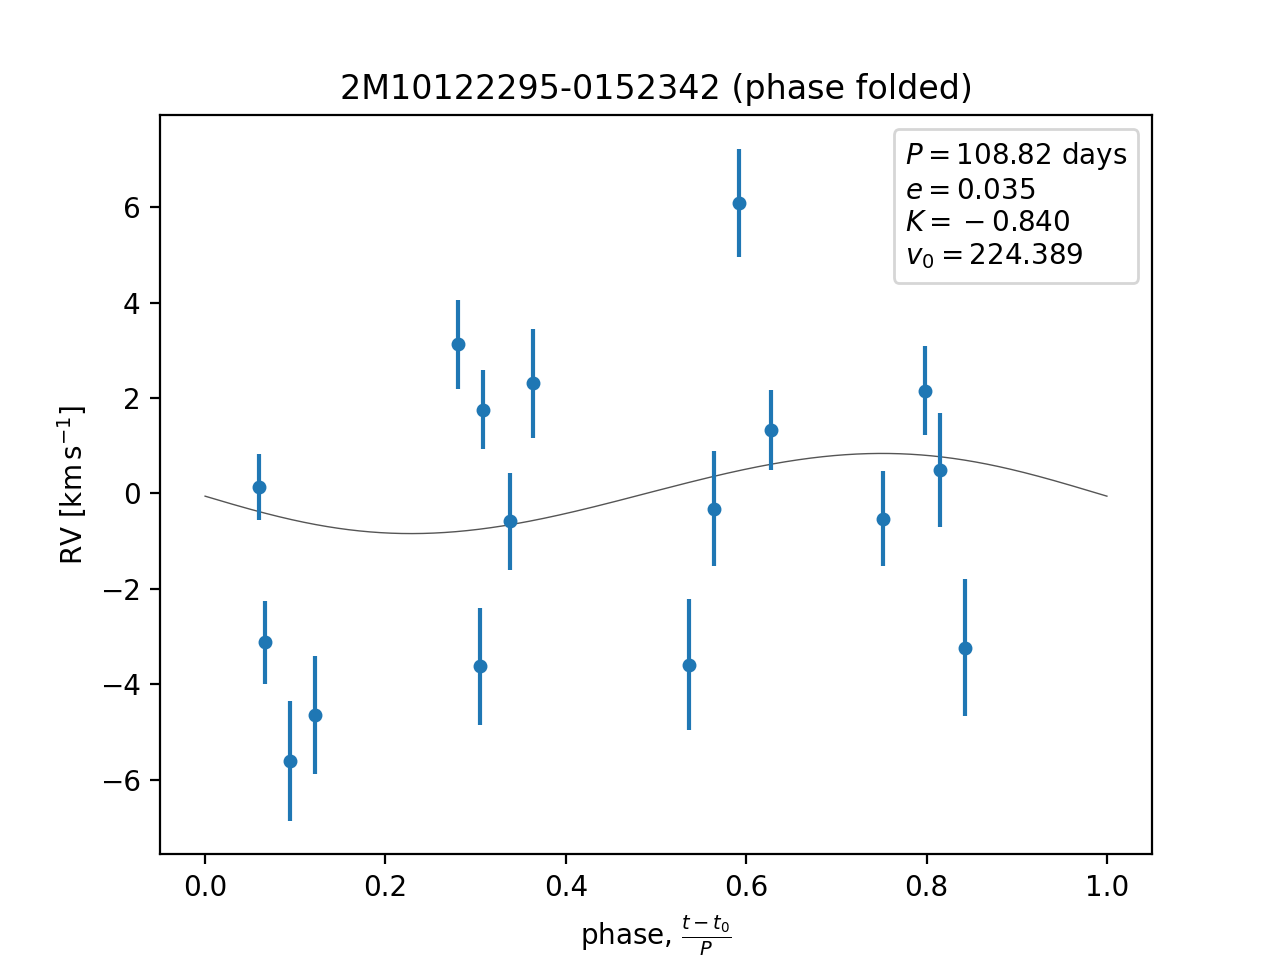 2M10122295-0152342 (phase folded)
P = 108.82 days
e = 0.035
K = −0.840
v₀ = 224.389
RV [km s⁻¹]
6
4
2
0
−2
−4
−6
0.0 0.2 0.4 0.6 0.8 1.0
phase, (t − t₀)/P